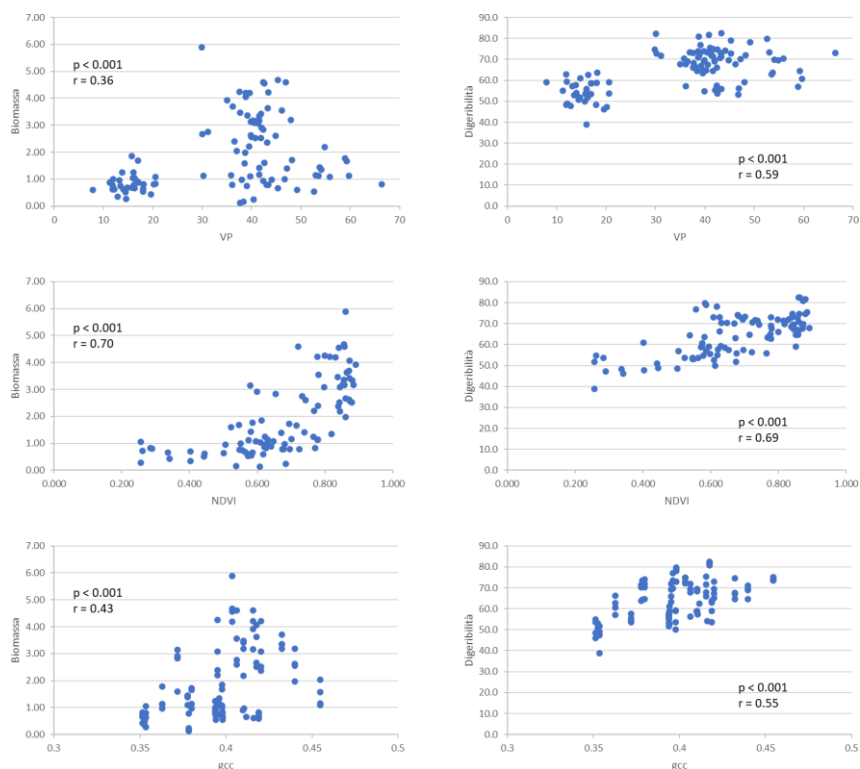 7.00
6.00
5.00
4.00
3.00
2.00
1.00
0.00
Biomassa
p < 0.001
r = 0.36
0 10 20 30 40 50 60 70
VP
90.0
80.0
70.0
60.0
50.0
40.0
30.0
20.0
10.0
0.0
Digeribilità
p < 0.001
r = 0.59
0 10 20 30 40 50 60 70
VP
7.00
6.00
5.00
4.00
3.00
2.00
1.00
0.00
Biomassa
p < 0.001
r = 0.70
0.000 0.200 0.400 0.600 0.800 1.000
NDVI
90.0
80.0
70.0
60.0
50.0
40.0
30.0
20.0
10.0
0.0
Digeribilità
p < 0.001
r = 0.69
0.000 0.200 0.400 0.600 0.800 1.000
NDVI
7.00
6.00
5.00
4.00
3.00
2.00
1.00
0.00
Biomassa
p < 0.001
r = 0.43
0.3 0.35 0.4 0.45 0.5
gcc
90.0
80.0
70.0
60.0
50.0
40.0
30.0
20.0
10.0
0.0
Digeribilità
p < 0.001
r = 0.55
0.3 0.35 0.4 0.45 0.5
gcc